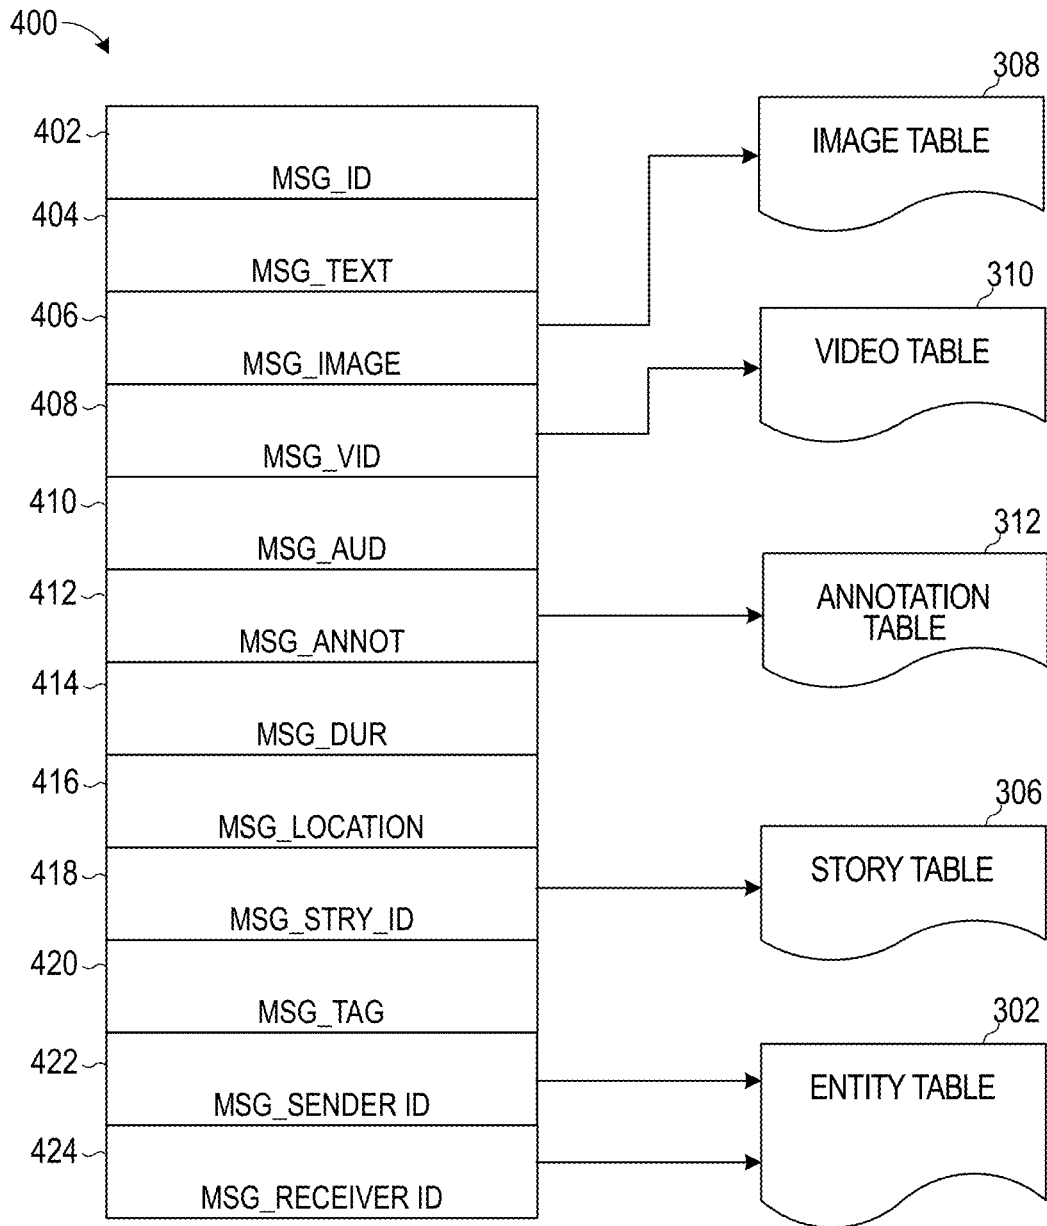 400
308
402
IMAGE TABLE
MSG_ID
404
MSG_TEXT
310
406
VIDEO TABLE
MSG_IMAGE
408
MSG_VID
410
312
MSG_AUD
412
ANNOTATION
TABLE
MSG_ANNOT
414
MSG_DUR
416
306
MSG_LOCATION
418
STORY TABLE
MSG_STRY_ID
420
MSG_TAG
302
422
ENTITY TABLE
MSG_SENDER ID
424
MSG_RECEIVER ID